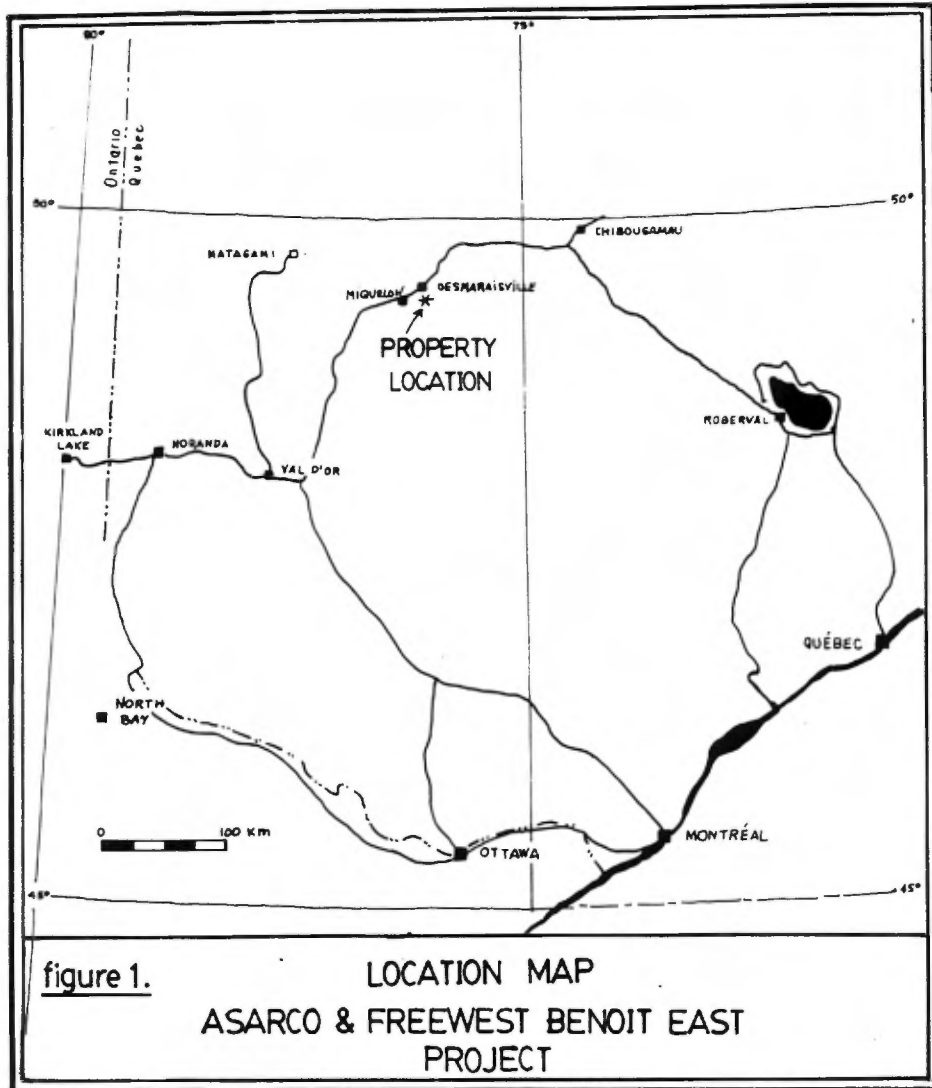 80°
75°
Ontario
Quebec
50°
50°
CHIBOUGAMAU
MATAGAMI
DESMARAISVILLE
MIQUELON
PROPERTY
LOCATION
ROBERVAL
KIRKLAND
LAKE
NORANDA
VAL D'OR
QUÉBEC
NORTH
BAY
0 100 Km
MONTRÉAL
OTTAWA
45°
45°
figure 1.
LOCATION MAP
ASARCO & FREEWEST BENOIT EAST
PROJECT